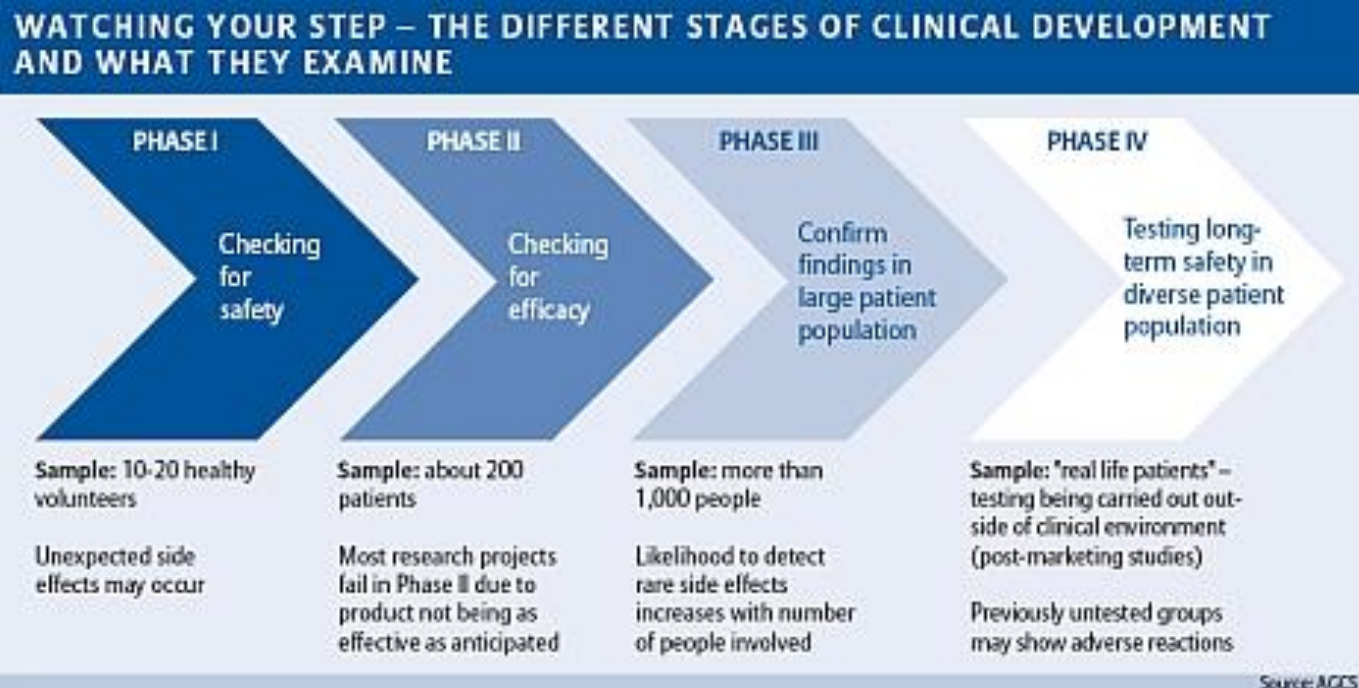 WATCHING YOUR STEP – THE DIFFERENT STAGES OF CLINICAL DEVELOPMENT
AND WHAT THEY EXAMINE
PHASE I
Checking
for
safety
Sample: 10-20 healthy
volunteers
Unexpected side
effects may occur
PHASE II
Checking
for
efficacy
Sample: about 200
patients
Most research projects
fail in Phase II due to
product not being as
effective as anticipated
PHASE III
Confirm
findings in
large patient
population
Sample: more than
1,000 people
Likelihood to detect
rare side effects
increases with number
of people involved
PHASE IV
Testing long-
term safety in
diverse patient
population
Sample: "real life patients" –
testing being carried out out-
side of clinical environment
(post-marketing studies)
Previously untested groups
may show adverse reactions
Source: AGCS